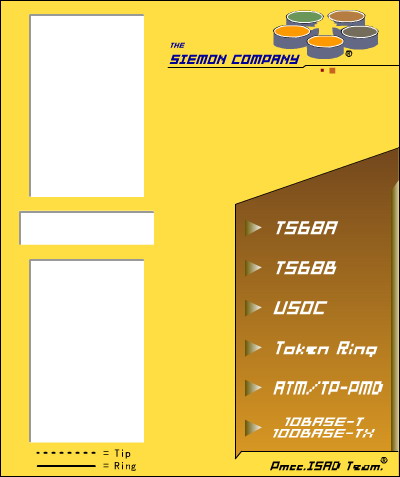 THE
SIEMON COMPANY
®
T568A
T568B
USOC
Token Ring
ATM/TP-PMD
10BASE-T
100BASE-TX
= Tip
= Ring
Pmcc.ISAD Team.®